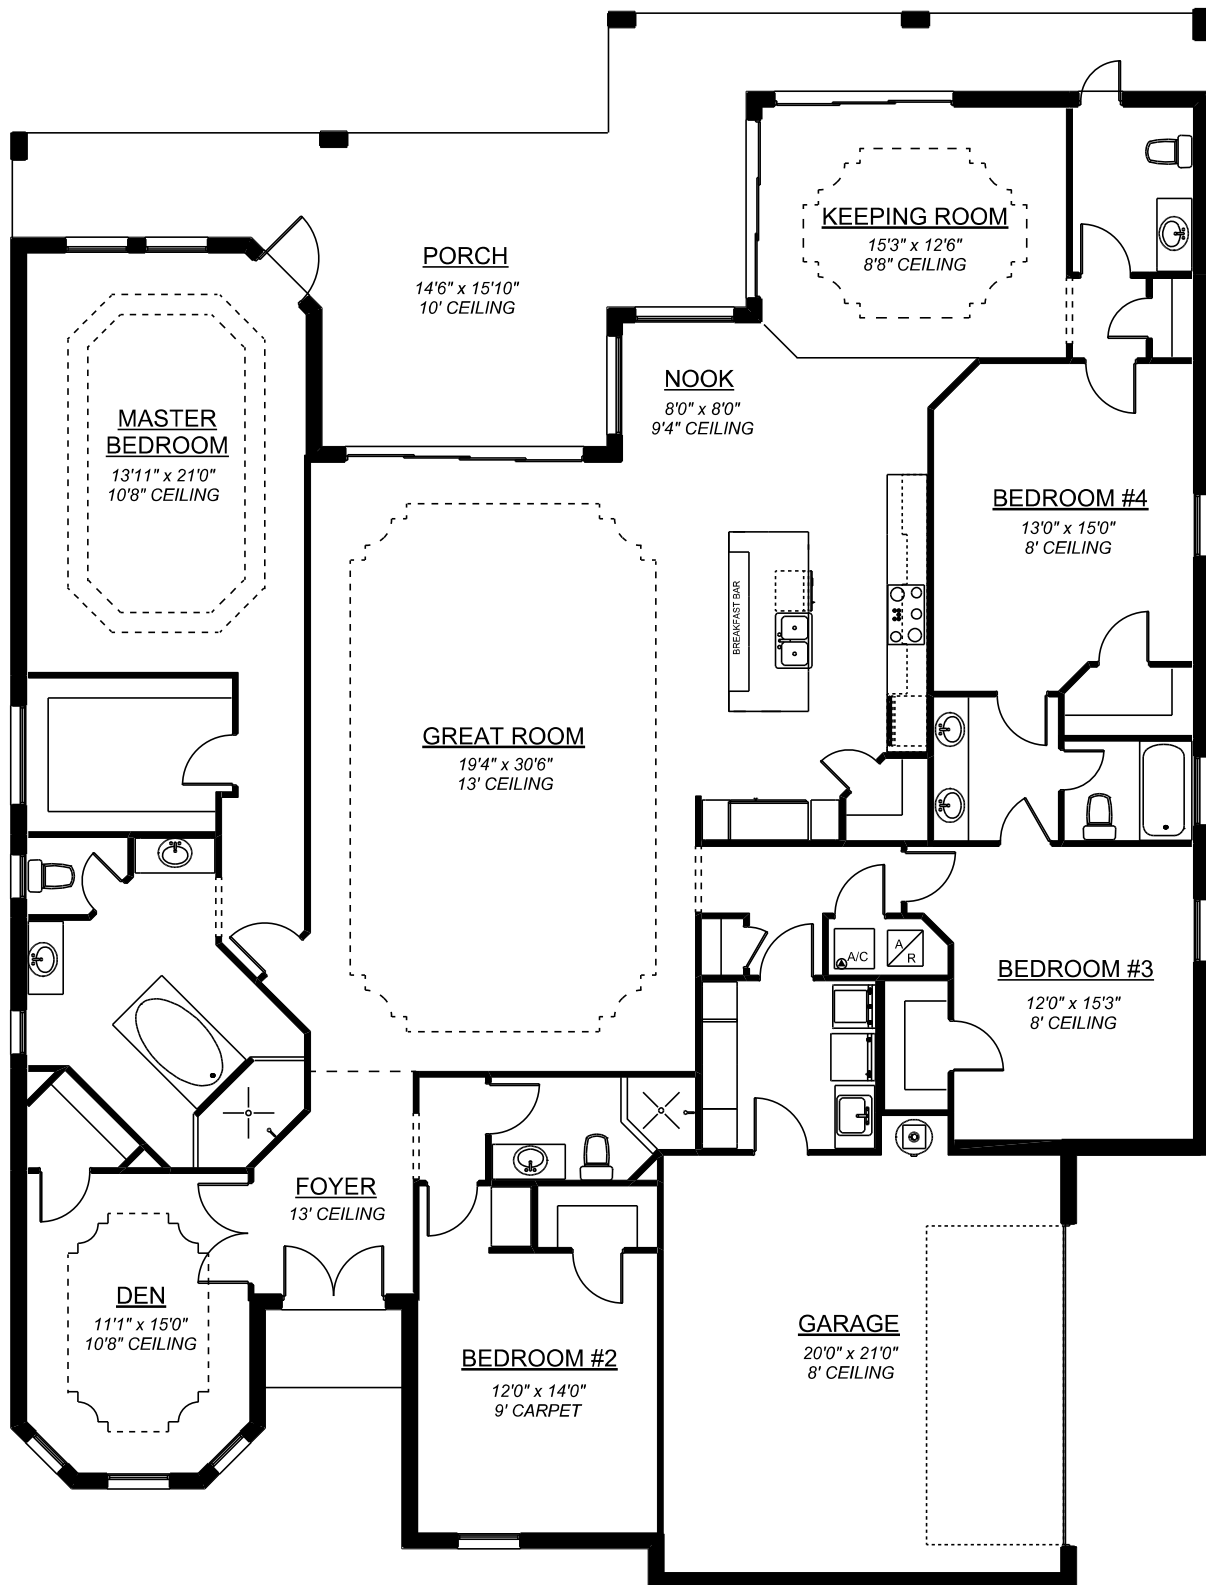 KEEPING ROOM
15'3" x 12'6"
8'8" CEILING
PORCH
14'6" x 15'10"
10' CEILING
NOOK
8'0" x 8'0"
9'4" CEILING
MASTER
BEDROOM
13'11" x 21'0"
10'8" CEILING
BEDROOM #4
13'0" x 15'0"
8' CEILING
BREAKFAST BAR
GREAT ROOM
19'4" x 30'6"
13' CEILING
A/C
A
R
BEDROOM #3
12'0" x 15'3"
8' CEILING
FOYER
13' CEILING
DEN
11'1" x 15'0"
10'8" CEILING
BEDROOM #2
12'0" x 14'0"
9' CARPET
GARAGE
20'0" x 21'0"
8' CEILING